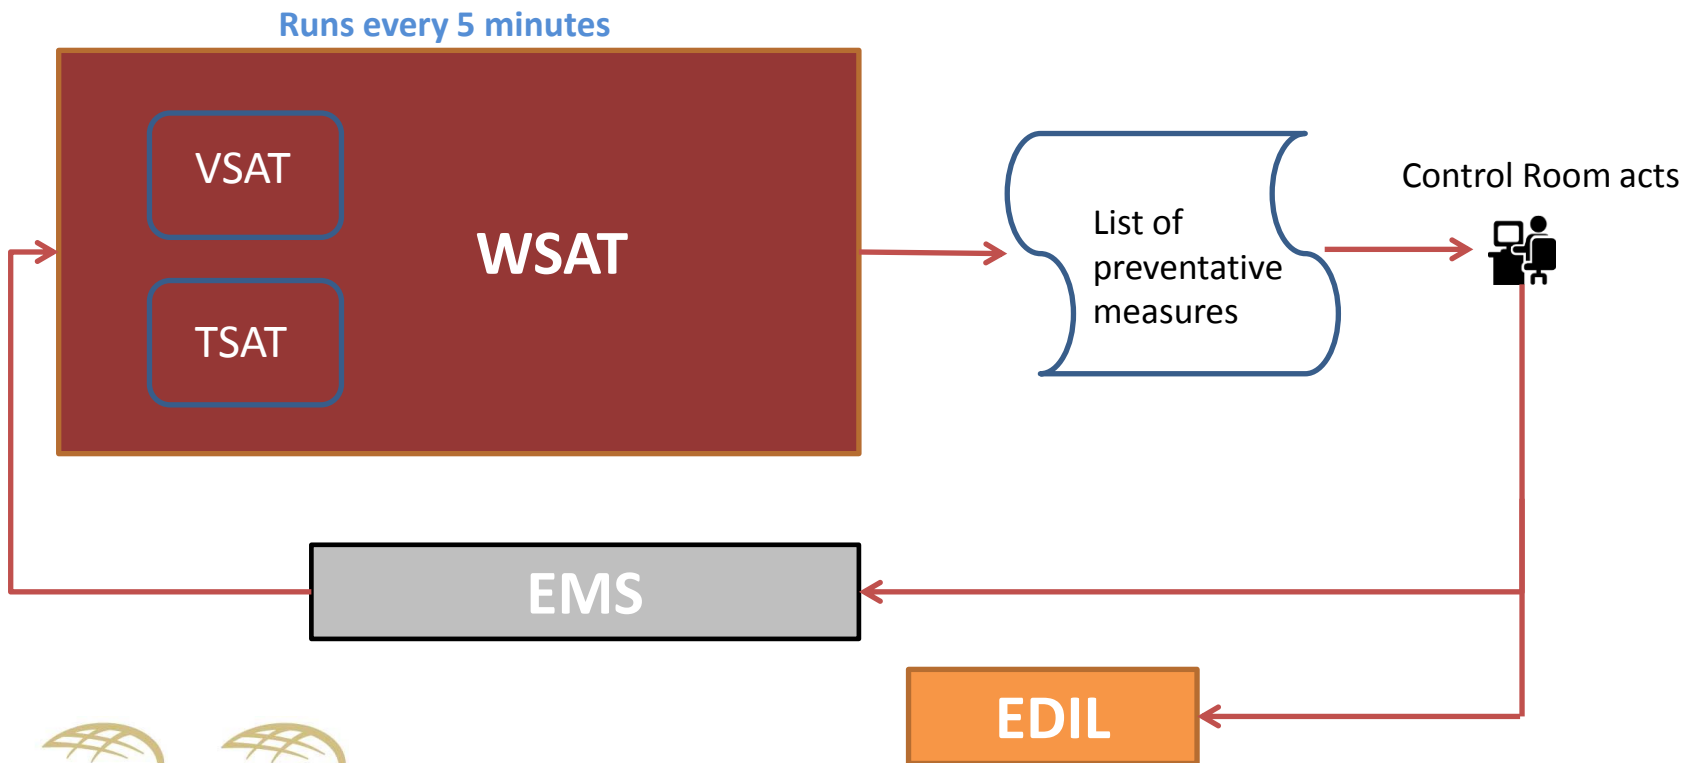 Runs every 5 minutes
VSAT
WSAT
TSAT
List of
preventative
measures
Control Room acts
EMS
EDIL